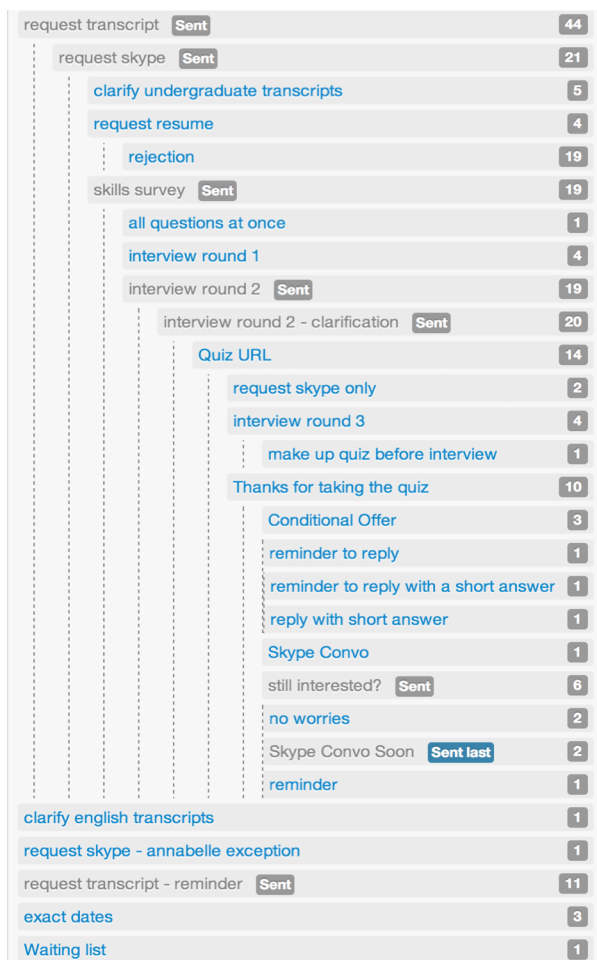 request transcript Sent 44
request skype Sent 21
clarify undergraduate transcripts 5
request resume 4
rejection 19
skills survey Sent 19
all questions at once 1
interview round 1 4
interview round 2 Sent 19
interview round 2 - clarification Sent 20
Quiz URL 14
request skype only 2
interview round 3 4
make up quiz before interview 1
Thanks for taking the quiz 10
Conditional Offer 3
reminder to reply 1
reminder to reply with a short answer 1
reply with short answer 1
Skype Convo 1
still interested? Sent 6
no worries 2
Skype Convo Soon Sent last 2
reminder 1
clarify english transcripts 1
request skype - annabelle exception 1
request transcript - reminder Sent 11
exact dates 3
Waiting list 1